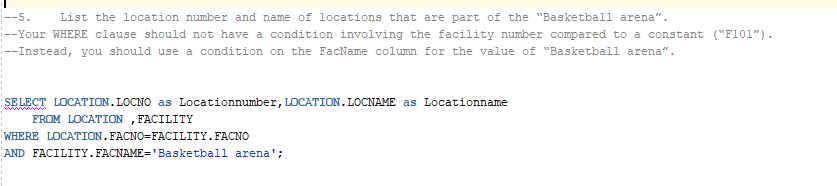 --5.    List the location number and name of locations that are part of the “Basketball arena”.
--Your WHERE clause should not have a condition involving the facility number compared to a constant (“F101”).
--Instead, you should use a condition on the FacName column for the value of “Basketball arena”.
SELECT LOCATION.LOCNO as Locationnumber,LOCATION.LOCNAME as Locationname
    FROM LOCATION ,FACILITY
WHERE LOCATION.FACNO=FACILITY.FACNO
AND FACILITY.FACNAME='Basketball arena';